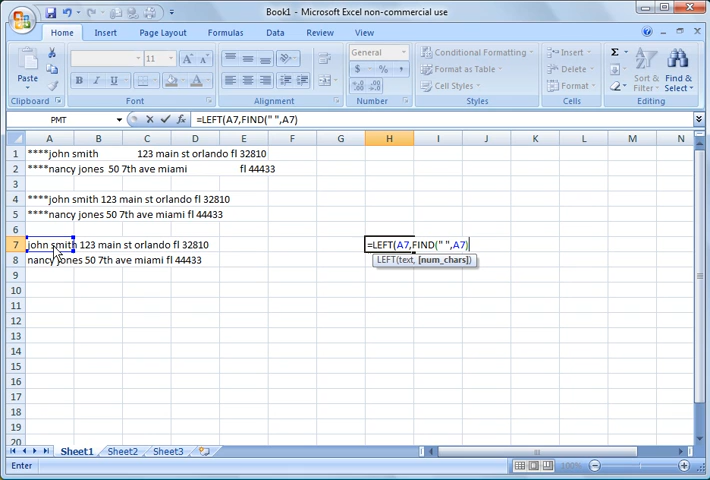 Book1 - Microsoft Excel non-commercial use
Home Insert Page Layout Formulas Data Review View
Paste
Clipboard
11
B I U
Font
Alignment
General
$ % ,
Number
Conditional Formatting
Format as Table
Cell Styles
Styles
Insert
Delete
Format
Cells
Σ
Sort & Filter
Find & Select
Editing
PMT =LEFT(A7,FIND(" ",A7)
A B C D E F G H I J K L M N
1 ****john smith 123 main st orlando fl 32810
2 ****nancy jones 50 7th ave miami fl 44433
3
4 ****john smith 123 main st orlando fl 32810
5 ****nancy jones 50 7th ave miami fl 44433
6
7 john smith 123 main st orlando fl 32810 =LEFT(A7,FIND(" ",A7)
8 nancy jones 50 7th ave miami fl 44433 LEFT(text, [num_chars])
9
10
11
12
13
14
15
16
17
18
19
20
Sheet1 Sheet2 Sheet3
Enter 100%